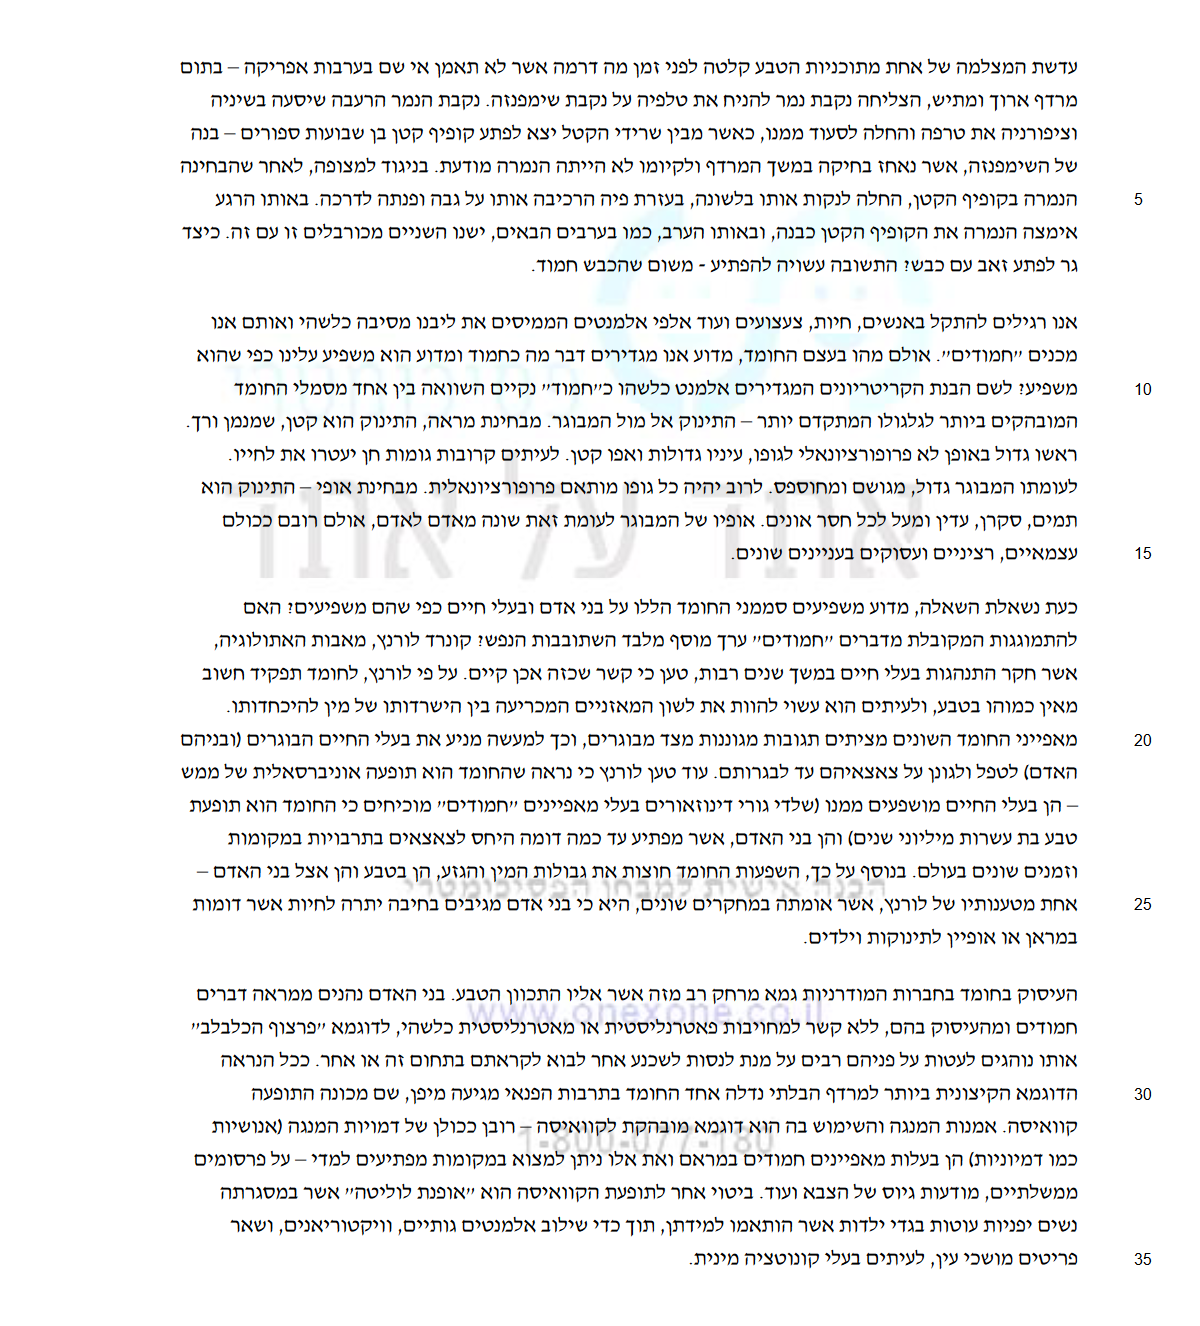 עדשת המצלמה של אחת מתוכניות הטבע קלטה לפני זמן מה דרמה אשר לא תאמן אי שם בערבות אפריקה – בתום
מרדף ארוך ומתיש, הצליחה נקבת נמר להניח את טלפיה על נקבת שימפנזה. נקבת הנמר הרעבה שיסעה בשיניה
וציפורניה את טרפה והחלה לסעוד ממנו, כאשר מבין שרידי הקטל יצא לפתע קופיף קטן בן שבועות ספורים – בנה
של השימפנזה, אשר נאחז בחיקה במשך המרדף ולקיומו לא הייתה הנמרה מודעת. בניגוד למצופה, לאחר שהבחינה
הנמרה בקופיף הקטן, החלה לנקות אותו בלשונה, בעזרת פיה הרכיבה אותו על גבה ופנתה לדרכה. באותו הרגע 5
אימצה הנמרה את הקופיף הקטן כבנה, ובאותו הערב, כמו בערבים הבאים, ישנו השניים מכורבלים זו עם זה. כיצד
גר לפתע זאב עם כבש? התשובה עשויה להפתיע - משום שהכבש חמוד.
אנו רגילים להתקל באנשים, חיות, צעצועים ועוד אלפי אלמנטים הממיסים את ליבנו מסיבה כלשהי ואותם אנו
מכנים "חמודים". אולם מהו בעצם החומד, מדוע אנו מגדירים דבר מה כחמוד ומדוע הוא משפיע עלינו כפי שהוא
משפיע? לשם הבנת הקריטריונים המגדירים אלמנט כלשהו כ"חמוד" נקיים השוואה בין אחד מסמלי החומד 10
המובהקים ביותר לגלגולו המתקדם יותר – התינוק אל מול המבוגר. מבחינת מראה, התינוק הוא קטן, שמנמן ורך.
ראשו גדול באופן לא פרופורציונאלי לגופו, עיניו גדולות ואפו קטן. לעיתים קרובות גומות חן יעטרו את לחייו.
לעומתו המבוגר גדול, מגושם ומחוספס. לרוב יהיה כל גופו מותאם פרופורציונאלית. מבחינת אופי – התינוק הוא
תמים, סקרן, עדין ומעל לכל חסר אונים. אופיו של המבוגר לעומת זאת שונה מאדם לאדם, אולם רובם ככולם
עצמאיים, רציניים ועסוקים בעניינים שונים. 15
כעת נשאלת השאלה, מדוע משפיעים סממני החומד הללו על בני אדם ובעלי חיים כפי שהם משפיעים? האם
להתמוגגות המקובלת מדברים "חמודים" ערך מוסף מלבד השתובבות הנפש? קונרד לורנץ, מאבות האתולוגיה,
אשר חקר התנהגות בעלי חיים במשך שנים רבות, טען כי קשר שכזה אכן קיים. על פי לורנץ, לחומד תפקיד חשוב
מאין כמוהו בטבע, ולעיתים הוא עשוי להוות את לשון המאזניים המכריעה בין הישרדותו של מין להיכחדותו.
מאפייני החומד השונים מציתים תגובות מגוננות מצד מבוגרים, וכך למעשה מניע את בעלי החיים הבוגרים (ובניהם 20
האדם) לטפל ולגונן על צאצאיהם עד לבגרותם. עוד טען לורנץ כי נראה שהחומד הוא תופעה אוניברסאלית של ממש
– הן בעלי החיים מושפעים ממנו (שלדי גורי דינוזאורים בעלי מאפיינים "חמודים" מוכיחים כי החומד הוא תופעת
טבע בת עשרות מיליוני שנים) והן בני האדם, אשר מפתיע עד כמה דומה היחס לצאצאים בתרבויות במקומות
וזמנים שונים בעולם. בנוסף על כך, השפעות החומד חוצות את גבולות המין והגזע, הן בטבע והן אצל בני האדם –
אחת מטענותיו של לורנץ, אשר אומתה במחקרים שונים, היא כי בני אדם מגיבים בחיבה יתרה לחיות אשר דומות 25
במראן או אופיין לתינוקות וילדים.
העיסוק בחומד בחברות המודרניות גמא מרחק רב מזה אשר אליו התכוון הטבע. בני האדם נהנים ממראה דברים
חמודים ומהעיסוק בהם, ללא קשר למחויבות פאטרנליסטית או מאטרנליסטית כלשהי, לדוגמא "פרצוף הכלבלב"
אותו נוהגים לעטות על פניהם רבים על מנת לנסות לשכנע אחר לבוא לקראתם בתחום זה או אחר. ככל הנראה
הדוגמא הקיצונית ביותר למרדף הבלתי נדלה אחד החומד בתרבות הפנאי מגיעה מיפן, שם מכונה התופעה 30
קוואיסה. אמנות המנגה והשימוש בה הוא דוגמא מובהקת לקוואיסה – רובן ככולן של דמויות המנגה (אנושיות
כמו דמיוניות) הן בעלות מאפיינים חמודים במראם ואת אלו ניתן למצוא במקומות מפתיעים למדי – על פרסומים
ממשלתיים, מודעות גיוס של הצבא ועוד. ביטוי אחר לתופעת הקוואיסה הוא "אופנת לוליטה" אשר במסגרתה
נשים יפניות עוטות בגדי ילדות אשר הותאמו למידתן, תוך כדי שילוב אלמנטים גותיים, וויקטוריאנים, ושאר
פריטים מושכי עין, לעיתים בעלי קונוטציה מינית. 35
אחד על אחד
הכנה אישית למבחן הפסיכומטרי
www.onexone.co.il
1-800-077-180